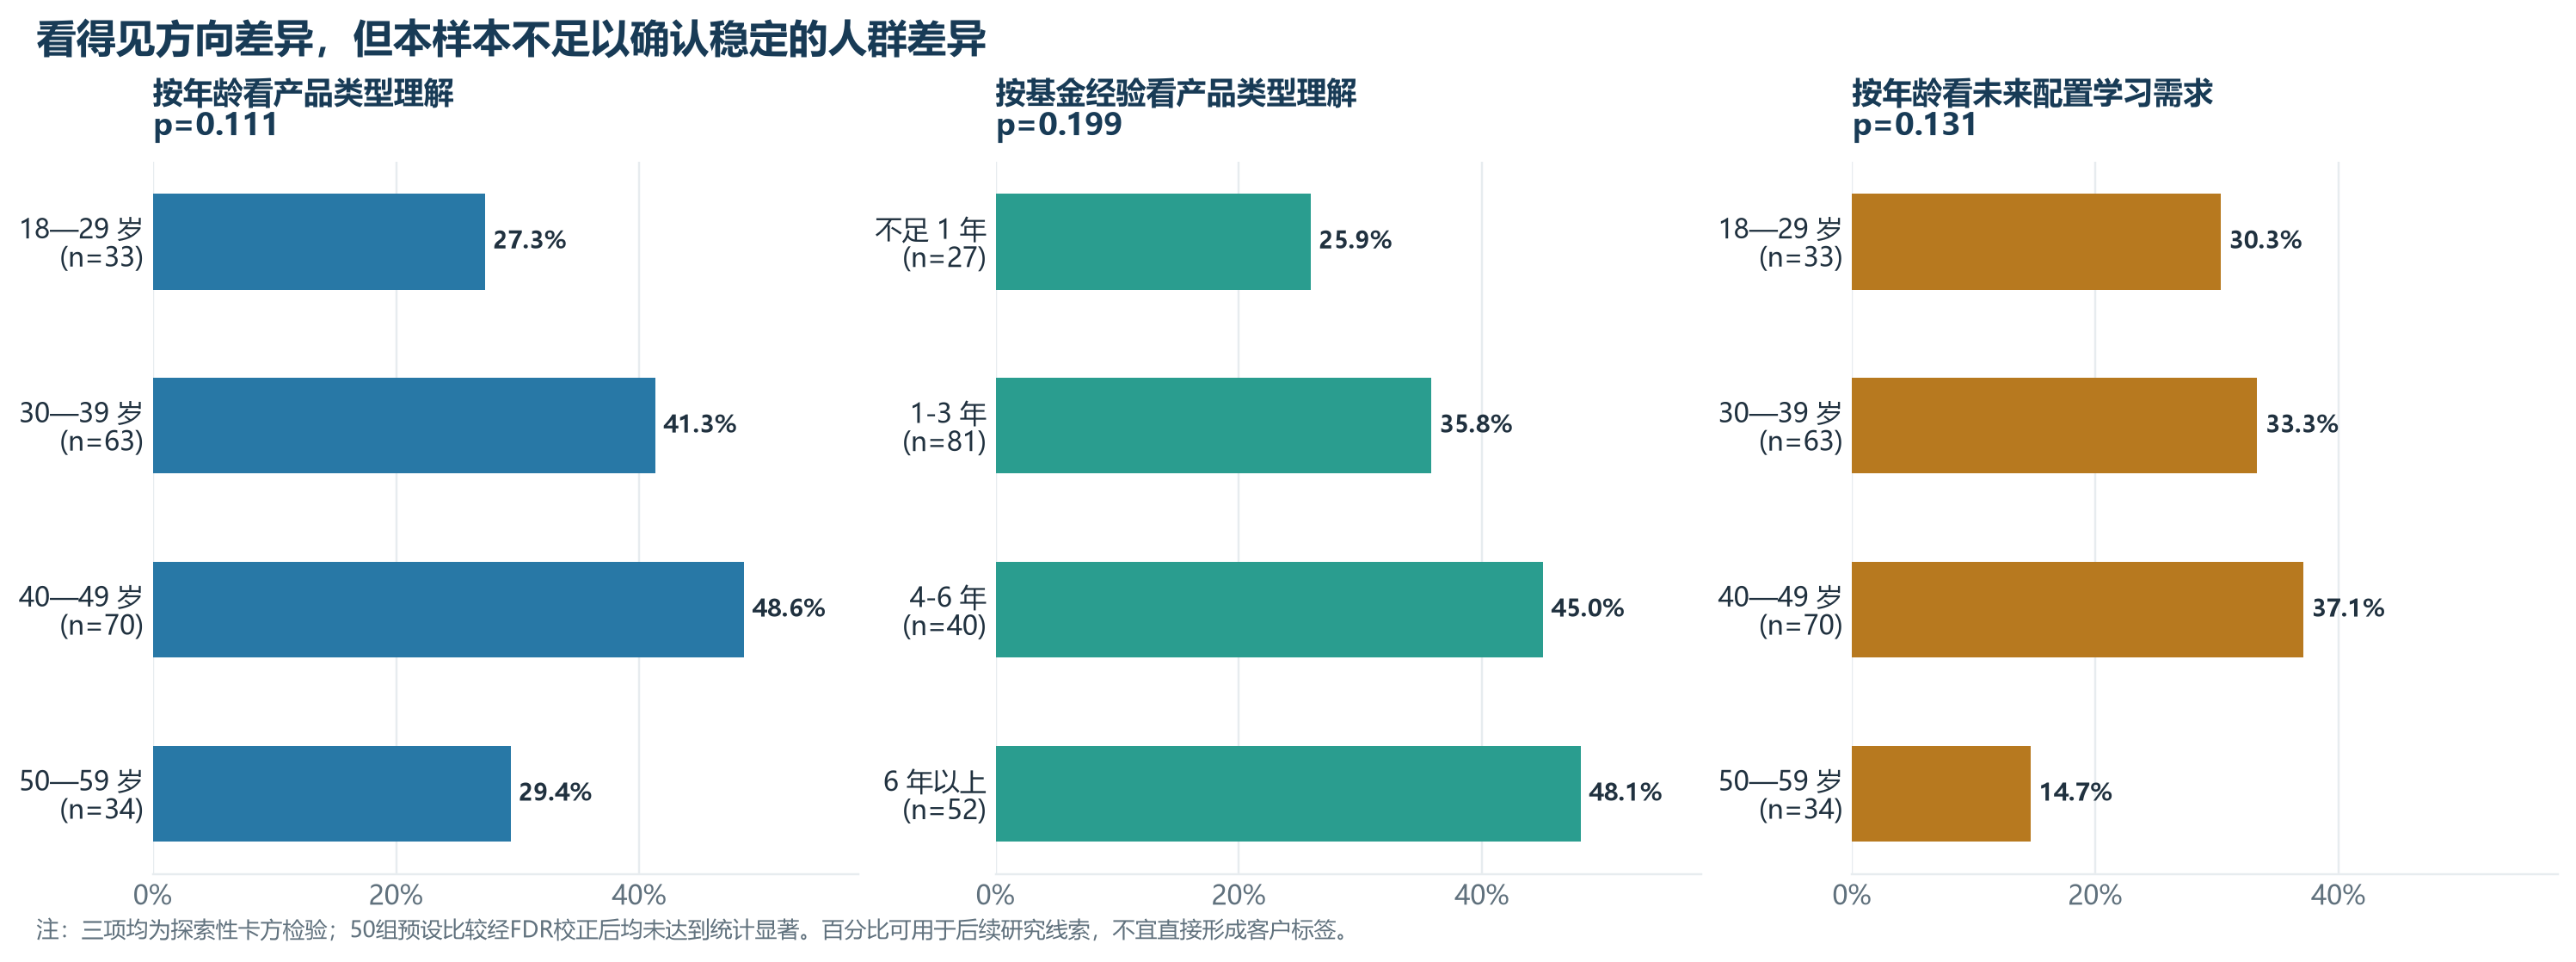 看得见方向差异，但本样本不足以确认稳定的人群差异
按年龄看产品类型理解
p=0.111
18—29 岁
(n=33)
27.3%
30—39 岁
(n=63)
41.3%
40—49 岁
(n=70)
48.6%
50—59 岁
(n=34)
29.4%
0%
20%
40%
按基金经验看产品类型理解
p=0.199
不足 1 年
(n=27)
25.9%
1-3 年
(n=81)
35.8%
4-6 年
(n=40)
45.0%
6 年以上
(n=52)
48.1%
0%
20%
40%
按年龄看未来配置学习需求
p=0.131
18—29 岁
(n=33)
30.3%
30—39 岁
(n=63)
33.3%
40—49 岁
(n=70)
37.1%
50—59 岁
(n=34)
14.7%
0%
20%
40%
注：三项均为探索性卡方检验；50组预设比较经FDR校正后均未达到统计显著。百分比可用于后续研究线索，不宜直接形成客户标签。